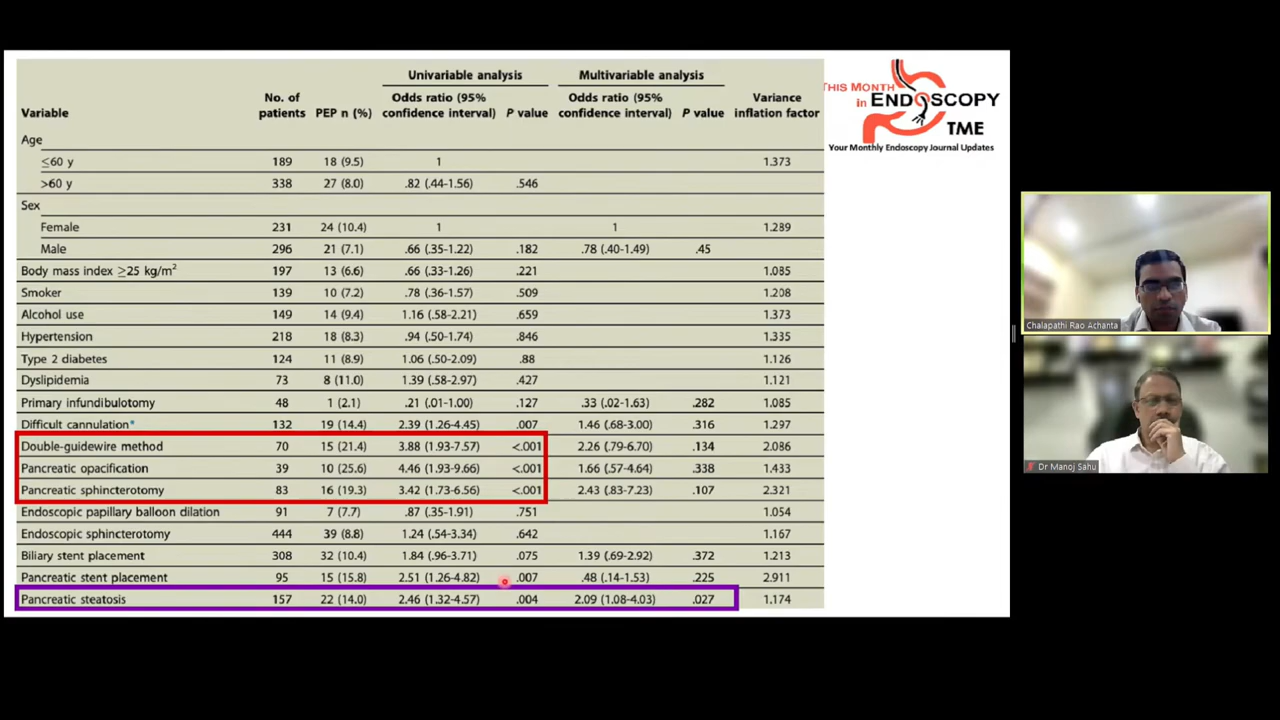 Univariable analysis Multivariable analysis
No. of Odds ratio (95% Odds ratio (95% Variance
Variable patients PEP n (%) confidence interval) P value confidence interval) P value inflation factor
Age
≤60 y 189 18 (9.5) 1 1.373
>60 y 338 27 (8.0) .82 (.44-1.56) .546
Sex
Female 231 24 (10.4) 1 1 1.289
Male 296 21 (7.1) .66 (.35-1.22) .182 .78 (.40-1.49) .45
Body mass index ≥25 kg/m² 197 13 (6.6) .66 (.33-1.26) .221 1.085
Smoker 139 10 (7.2) .78 (.36-1.57) .509 1.208
Alcohol use 149 14 (9.4) 1.16 (.58-2.21) .659 1.373
Hypertension 218 18 (8.3) .94 (.50-1.74) .846 1.335
Type 2 diabetes 124 11 (8.9) 1.06 (.50-2.09) .88 1.126
Dyslipidemia 73 8 (11.0) 1.39 (.58-2.97) .427 1.121
Primary infundibulotomy 48 1 (2.1) .21 (.01-1.00) .127 .33 (.02-1.63) .282 1.085
Difficult cannulation* 132 19 (14.4) 2.39 (1.26-4.45) .007 1.46 (.68-3.00) .316 1.297
Double-guidewire method 70 15 (21.4) 3.88 (1.93-7.57) <.001 2.26 (.79-6.70) .134 2.086
Pancreatic opacification 39 10 (25.6) 4.46 (1.93-9.66) <.001 1.66 (.57-4.64) .338 1.433
Pancreatic sphincterotomy 83 16 (19.3) 3.42 (1.73-6.56) <.001 2.43 (.83-7.23) .107 2.321
Endoscopic papillary balloon dilation 91 7 (7.7) .87 (.35-1.91) .751 1.054
Endoscopic sphincterotomy 444 39 (8.8) 1.24 (.54-3.34) .642 1.167
Biliary stent placement 308 32 (10.4) 1.84 (.96-3.71) .075 1.39 (.69-2.92) .372 1.213
Pancreatic stent placement 95 15 (15.8) 2.51 (1.26-4.82) .007 .48 (.14-1.53) .225 2.911
Pancreatic steatosis 157 22 (14.0) 2.46 (1.32-4.57) .004 2.09 (1.08-4.03) .027 1.174
THIS MONTH
in ENDOSCOPY
TME
Your Monthly Endoscopy Journal Updates
Chalapathi Rao Achanta
Dr Manoj Sahu